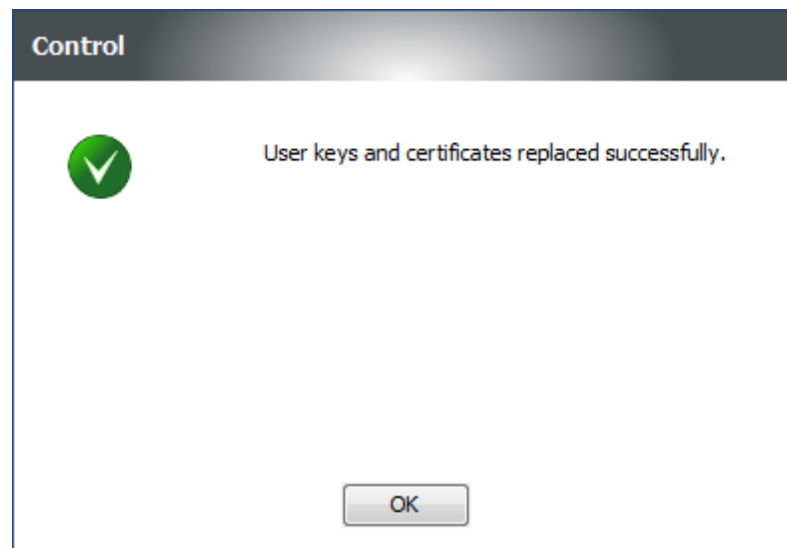 Control
User keys and certificates replaced successfully.
OK